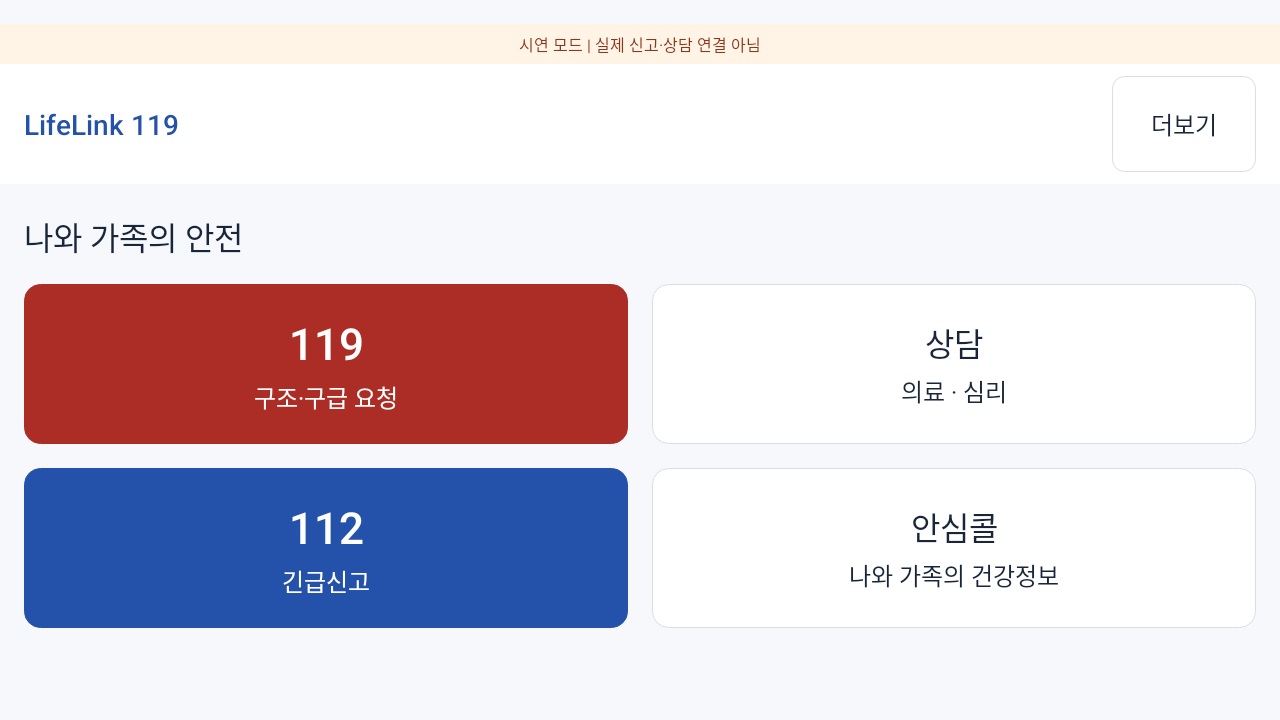 시연 모드 | 실제 신고·상담 연결 아님
LifeLink 119
더보기
나와 가족의 안전
119
구조·구급 요청
상담
의료 · 심리
112
긴급신고
안심콜
나와 가족의 건강정보